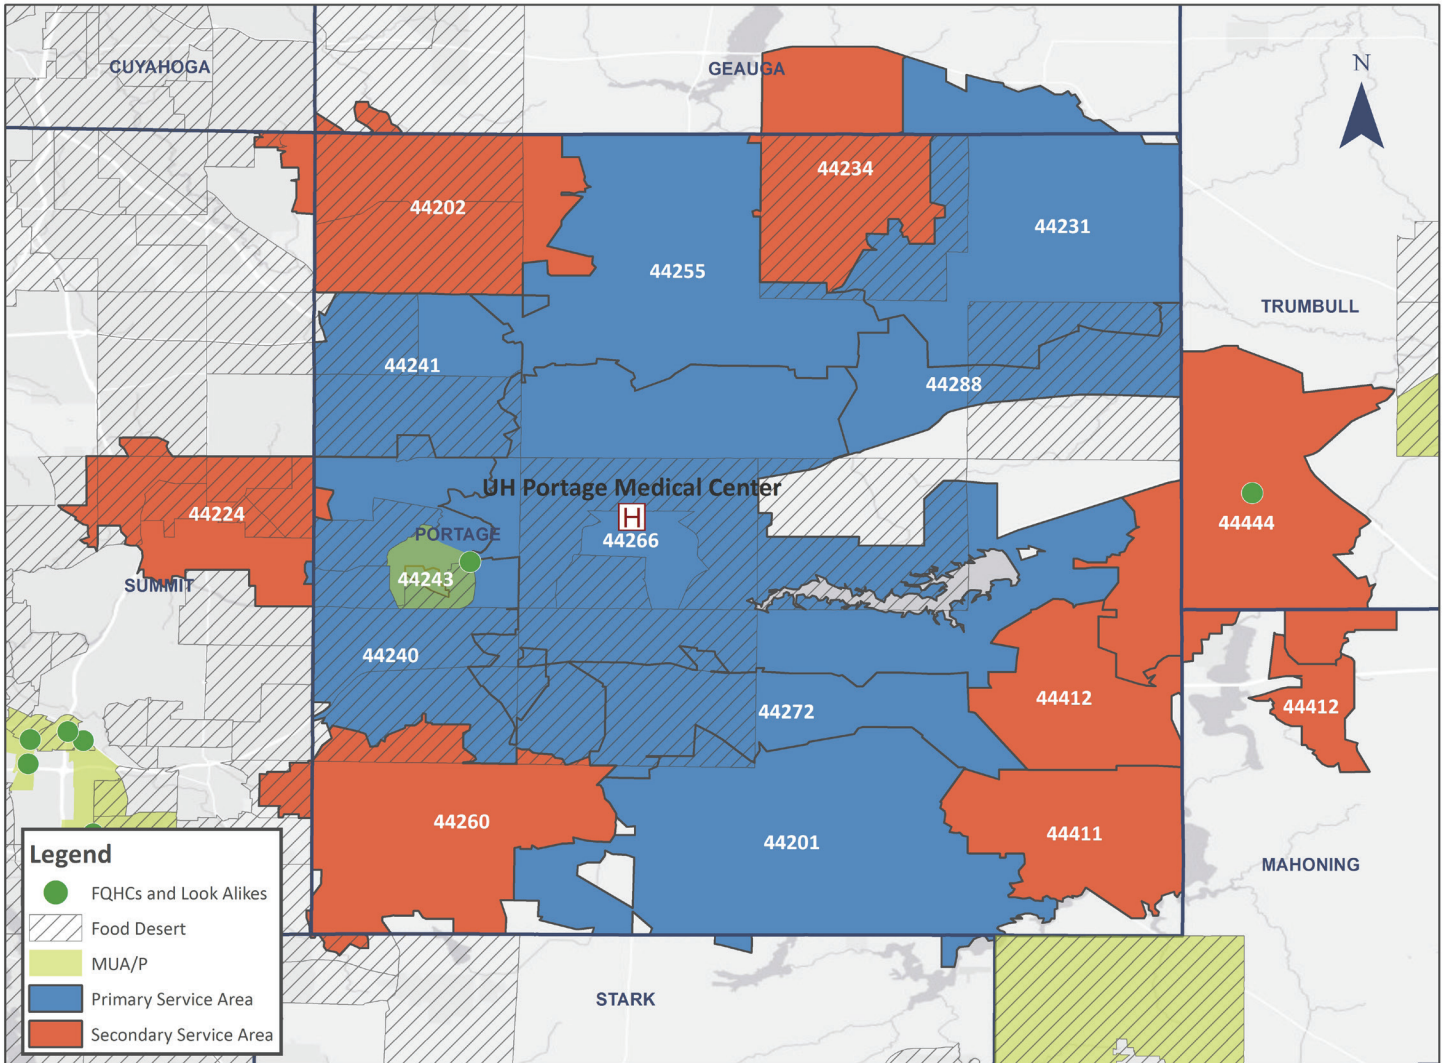 CUYAHOGA
GEAUGA
N
44234
44202
44231
44255
TRUMBULL
44241
44288
UH Portage Medical Center
44224
H
44444
PORTAGE
44266
44243
SUMMIT
44240
44412
44412
44272
44260
44411
44201
MAHONING
STARK
Legend
FQHCs and Look Alikes
Food Desert
MUA/P
Primary Service Area
Secondary Service Area